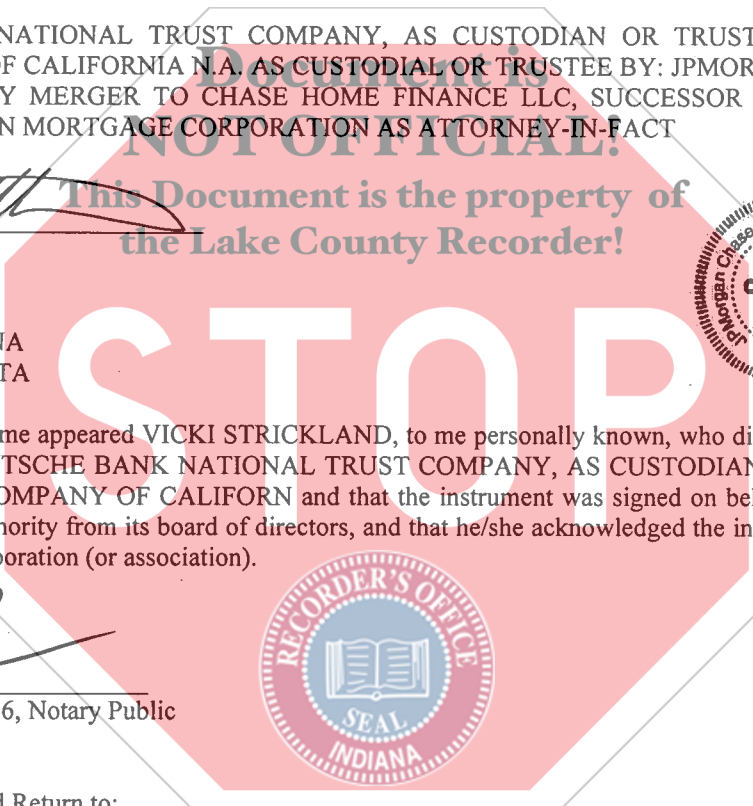 NATIONAL TRUST COMPANY, AS CUSTODIAN OR TRUST
OF CALIFORNIA N.A. AS CUSTODIAL OR TRUSTEE BY: JPMOR
Y MERGER TO CHASE HOME FINANCE LLC, SUCCESSOR
N MORTGAGE CORPORATION AS ATTORNEY-IN-FACT
Document is
NOT OFFICIAL!
This Document is the property of
the Lake County Recorder!
JP Morgan Chase
STOP
NA
TA
me appeared VICKI STRICKLAND, to me personally known, who di
TSCHE BANK NATIONAL TRUST COMPANY, AS CUSTODIAN
OMPANY OF CALIFORN and that the instrument was signed on bel
hority from its board of directors, and that he/she acknowledged the in
poration (or association).
RECORDER'S OFFICE
SEAL
INDIANA
6, Notary Public
d Return to: